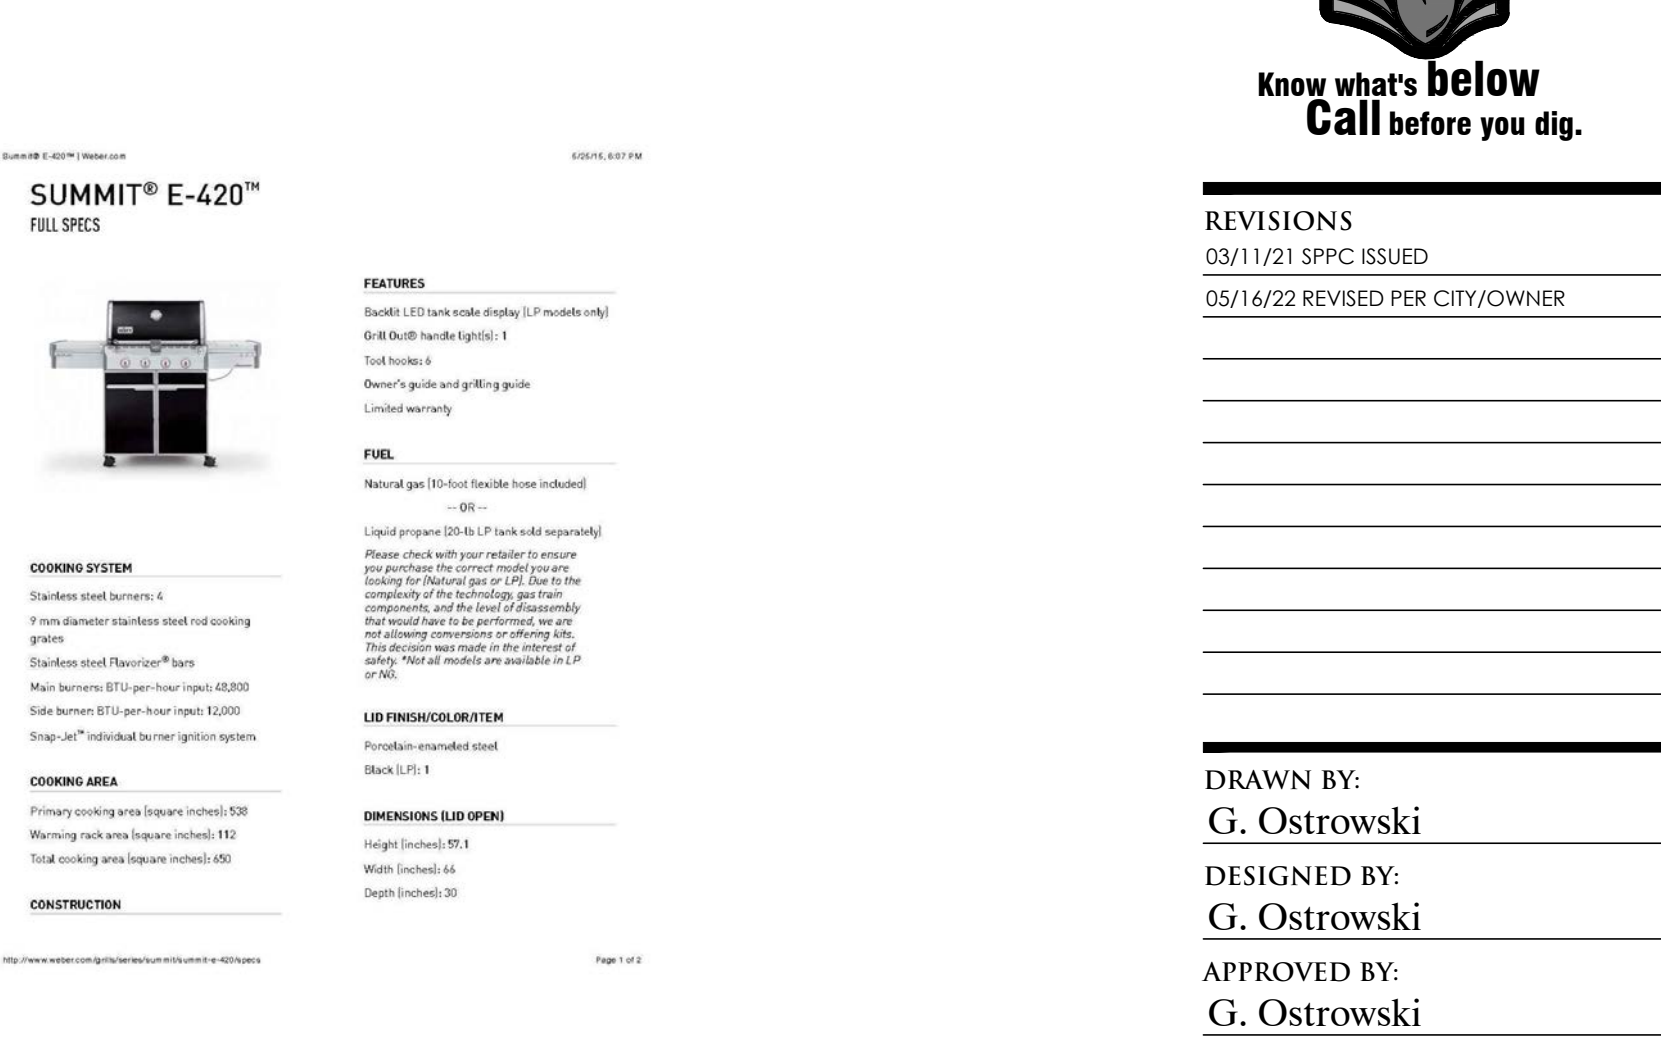 Know what's below
Call before you dig.
Summit® E-420™ | Weber.com
6/25/15, 6:07 PM
SUMMIT® E-420™
FULL SPECS
COOKING SYSTEM
Stainless steel burners: 4
9 mm diameter stainless steel rod cooking
grates
Stainless steel Flavorizer® bars
Main burners: BTU-per-hour input: 48,800
Side burner: BTU-per-hour input: 12,000
Snap-Jet™ individual burner ignition system
COOKING AREA
Primary cooking area (square inches): 538
Warming rack area (square inches): 112
Total cooking area (square inches): 650
CONSTRUCTION
FEATURES
Backlit LED tank scale display (LP models only)
Grill Out® handle light(s): 1
Tool hooks: 6
Owner's guide and grilling guide
Limited warranty
FUEL
Natural gas (10-foot flexible hose included)
-- OR --
Liquid propane (20-lb LP tank sold separately)
Please check with your retailer to ensure
you purchase the correct model you are
looking for (Natural gas or LP). Due to the
complexity of the technology, gas train
components, and the level of disassembly
that would have to be performed, we are
not allowing conversions or offering kits.
This decision was made in the interest of
safety. *Not all models are available in LP
or NG.
LID FINISH/COLOR/ITEM
Porcelain-enameled steel
Black (LP): 1
DIMENSIONS (LID OPEN)
Height (inches): 57.1
Width (inches): 66
Depth (inches): 30
http://www.weber.com/grills/series/summit/summit-e-420/specs
Page 1 of 2
REVISIONS
03/11/21 SPPC ISSUED
05/16/22 REVISED PER CITY/OWNER
DRAWN BY:
G. Ostrowski
DESIGNED BY:
G. Ostrowski
APPROVED BY:
G. Ostrowski